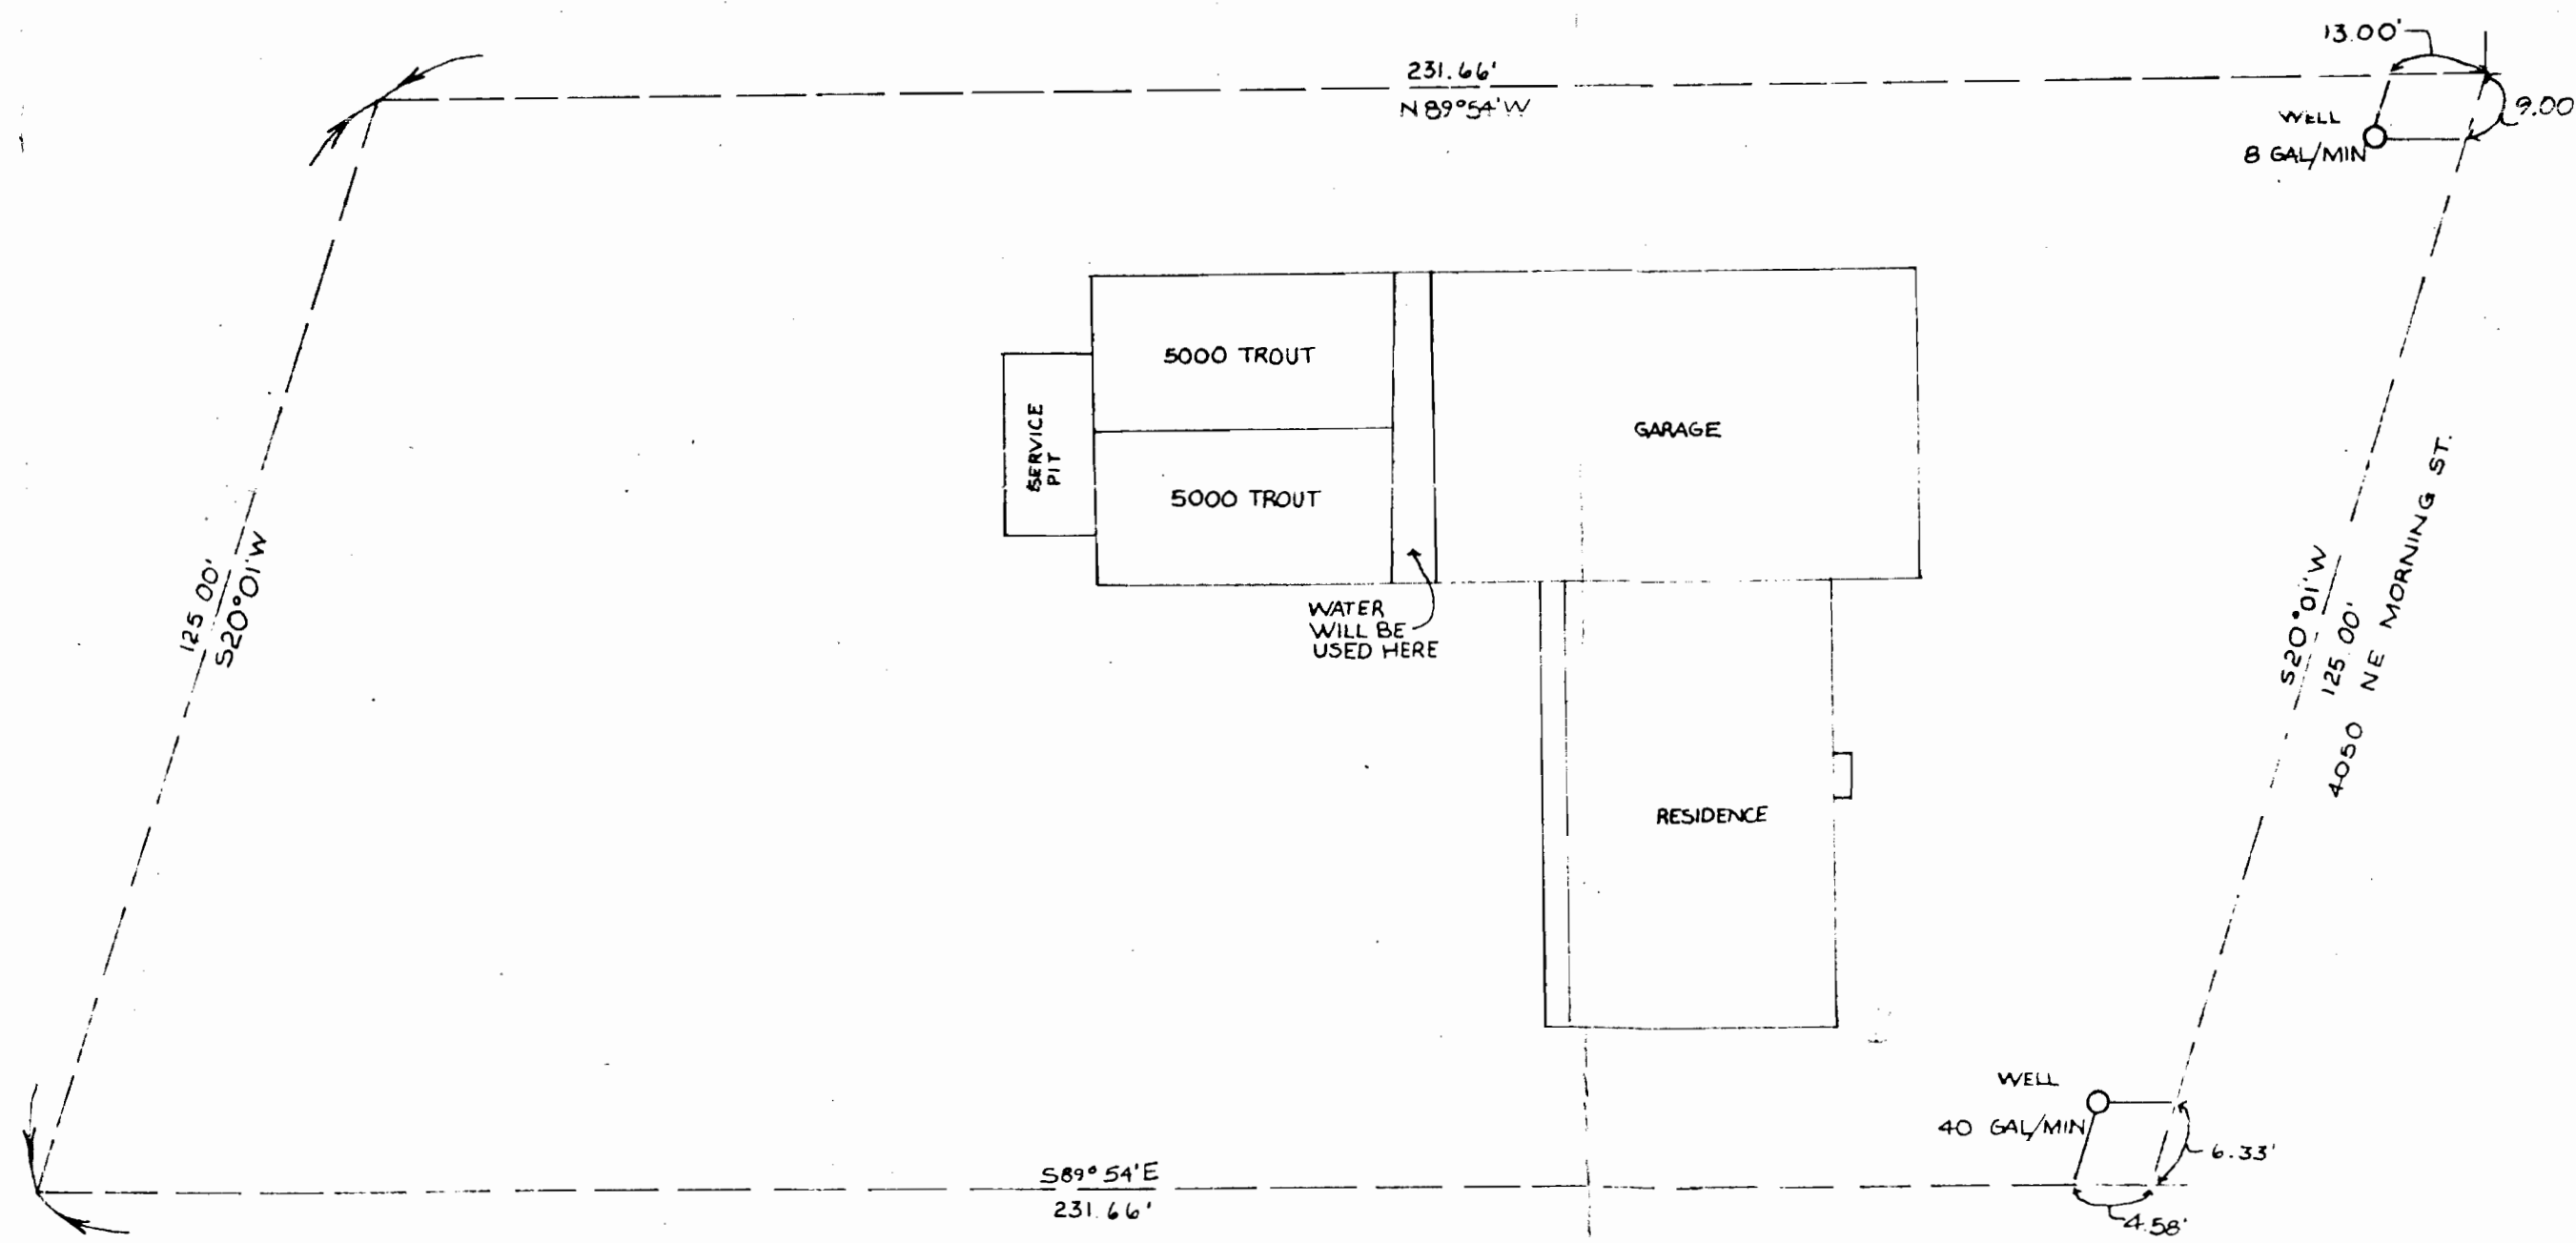 13.00'
231.66'
N 89°54'W
9.00
WELL
8 GAL/MIN
5000 TROUT
SERVICE
PIT
GARAGE
5000 TROUT
125 00'
S20°01'W
WATER
WILL BE
USED HERE
S20°01'W
125 00'
4050 NE MORNING ST.
RESIDENCE
WELL
40 GAL/MIN
6.33'
S89° 54'E
231.66'
4.58'